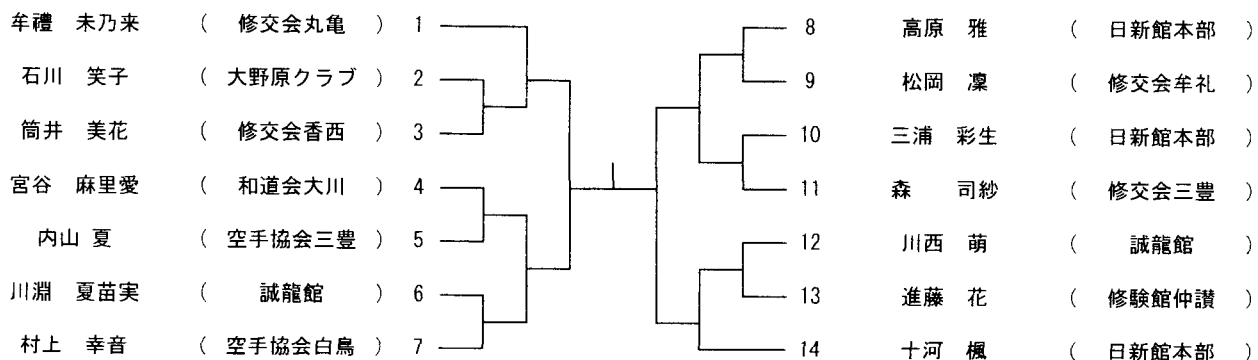 牟禮 未乃来 ( 修交会丸亀 ) 1
石川 笑子 ( 大野原クラブ ) 2
筒井 美花 ( 修交会香西 ) 3
宮谷 麻里愛 ( 和道会大川 ) 4
内山 夏 ( 空手協会三豊 ) 5
川淵 夏苗実 ( 誠龍館 ) 6
村上 幸音 ( 空手協会白鳥 ) 7
8 高原 雅 ( 日新館本部 )
9 松岡 凜 ( 修交会牟礼 )
10 三浦 彩生 ( 日新館本部 )
11 森 司紗 ( 修交会三豊 )
12 川西 萌 ( 誠龍館 )
13 進藤 花 ( 修験館仲讃 )
14 十河 楓 ( 日新館本部 )